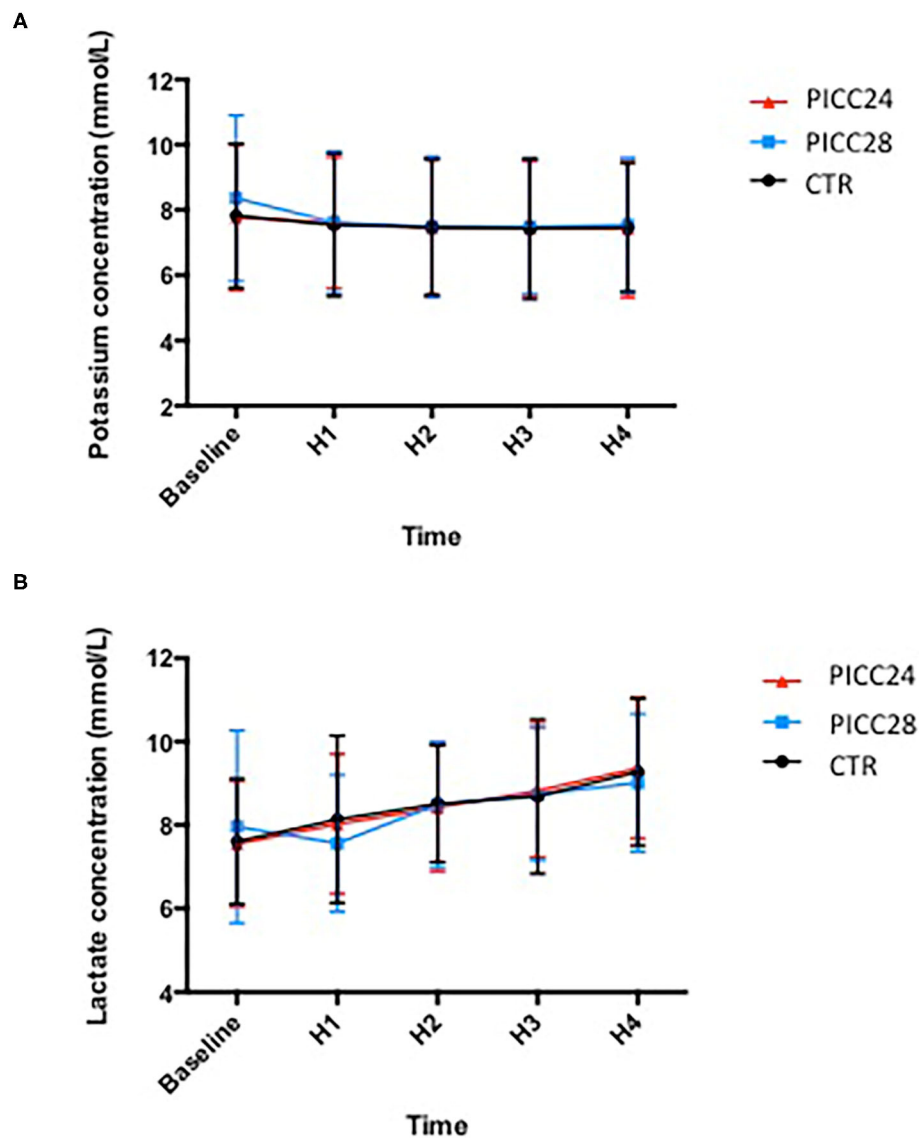 A
Potassium concentration (mmol/L)
12
10
8
6
4
2
Baseline
H1
H2
H3
H4
Time
PICC24
PICC28
CTR
B
Lactate concentration (mmol/L)
12
10
8
6
4
Baseline
H1
H2
H3
H4
Time
PICC24
PICC28
CTR